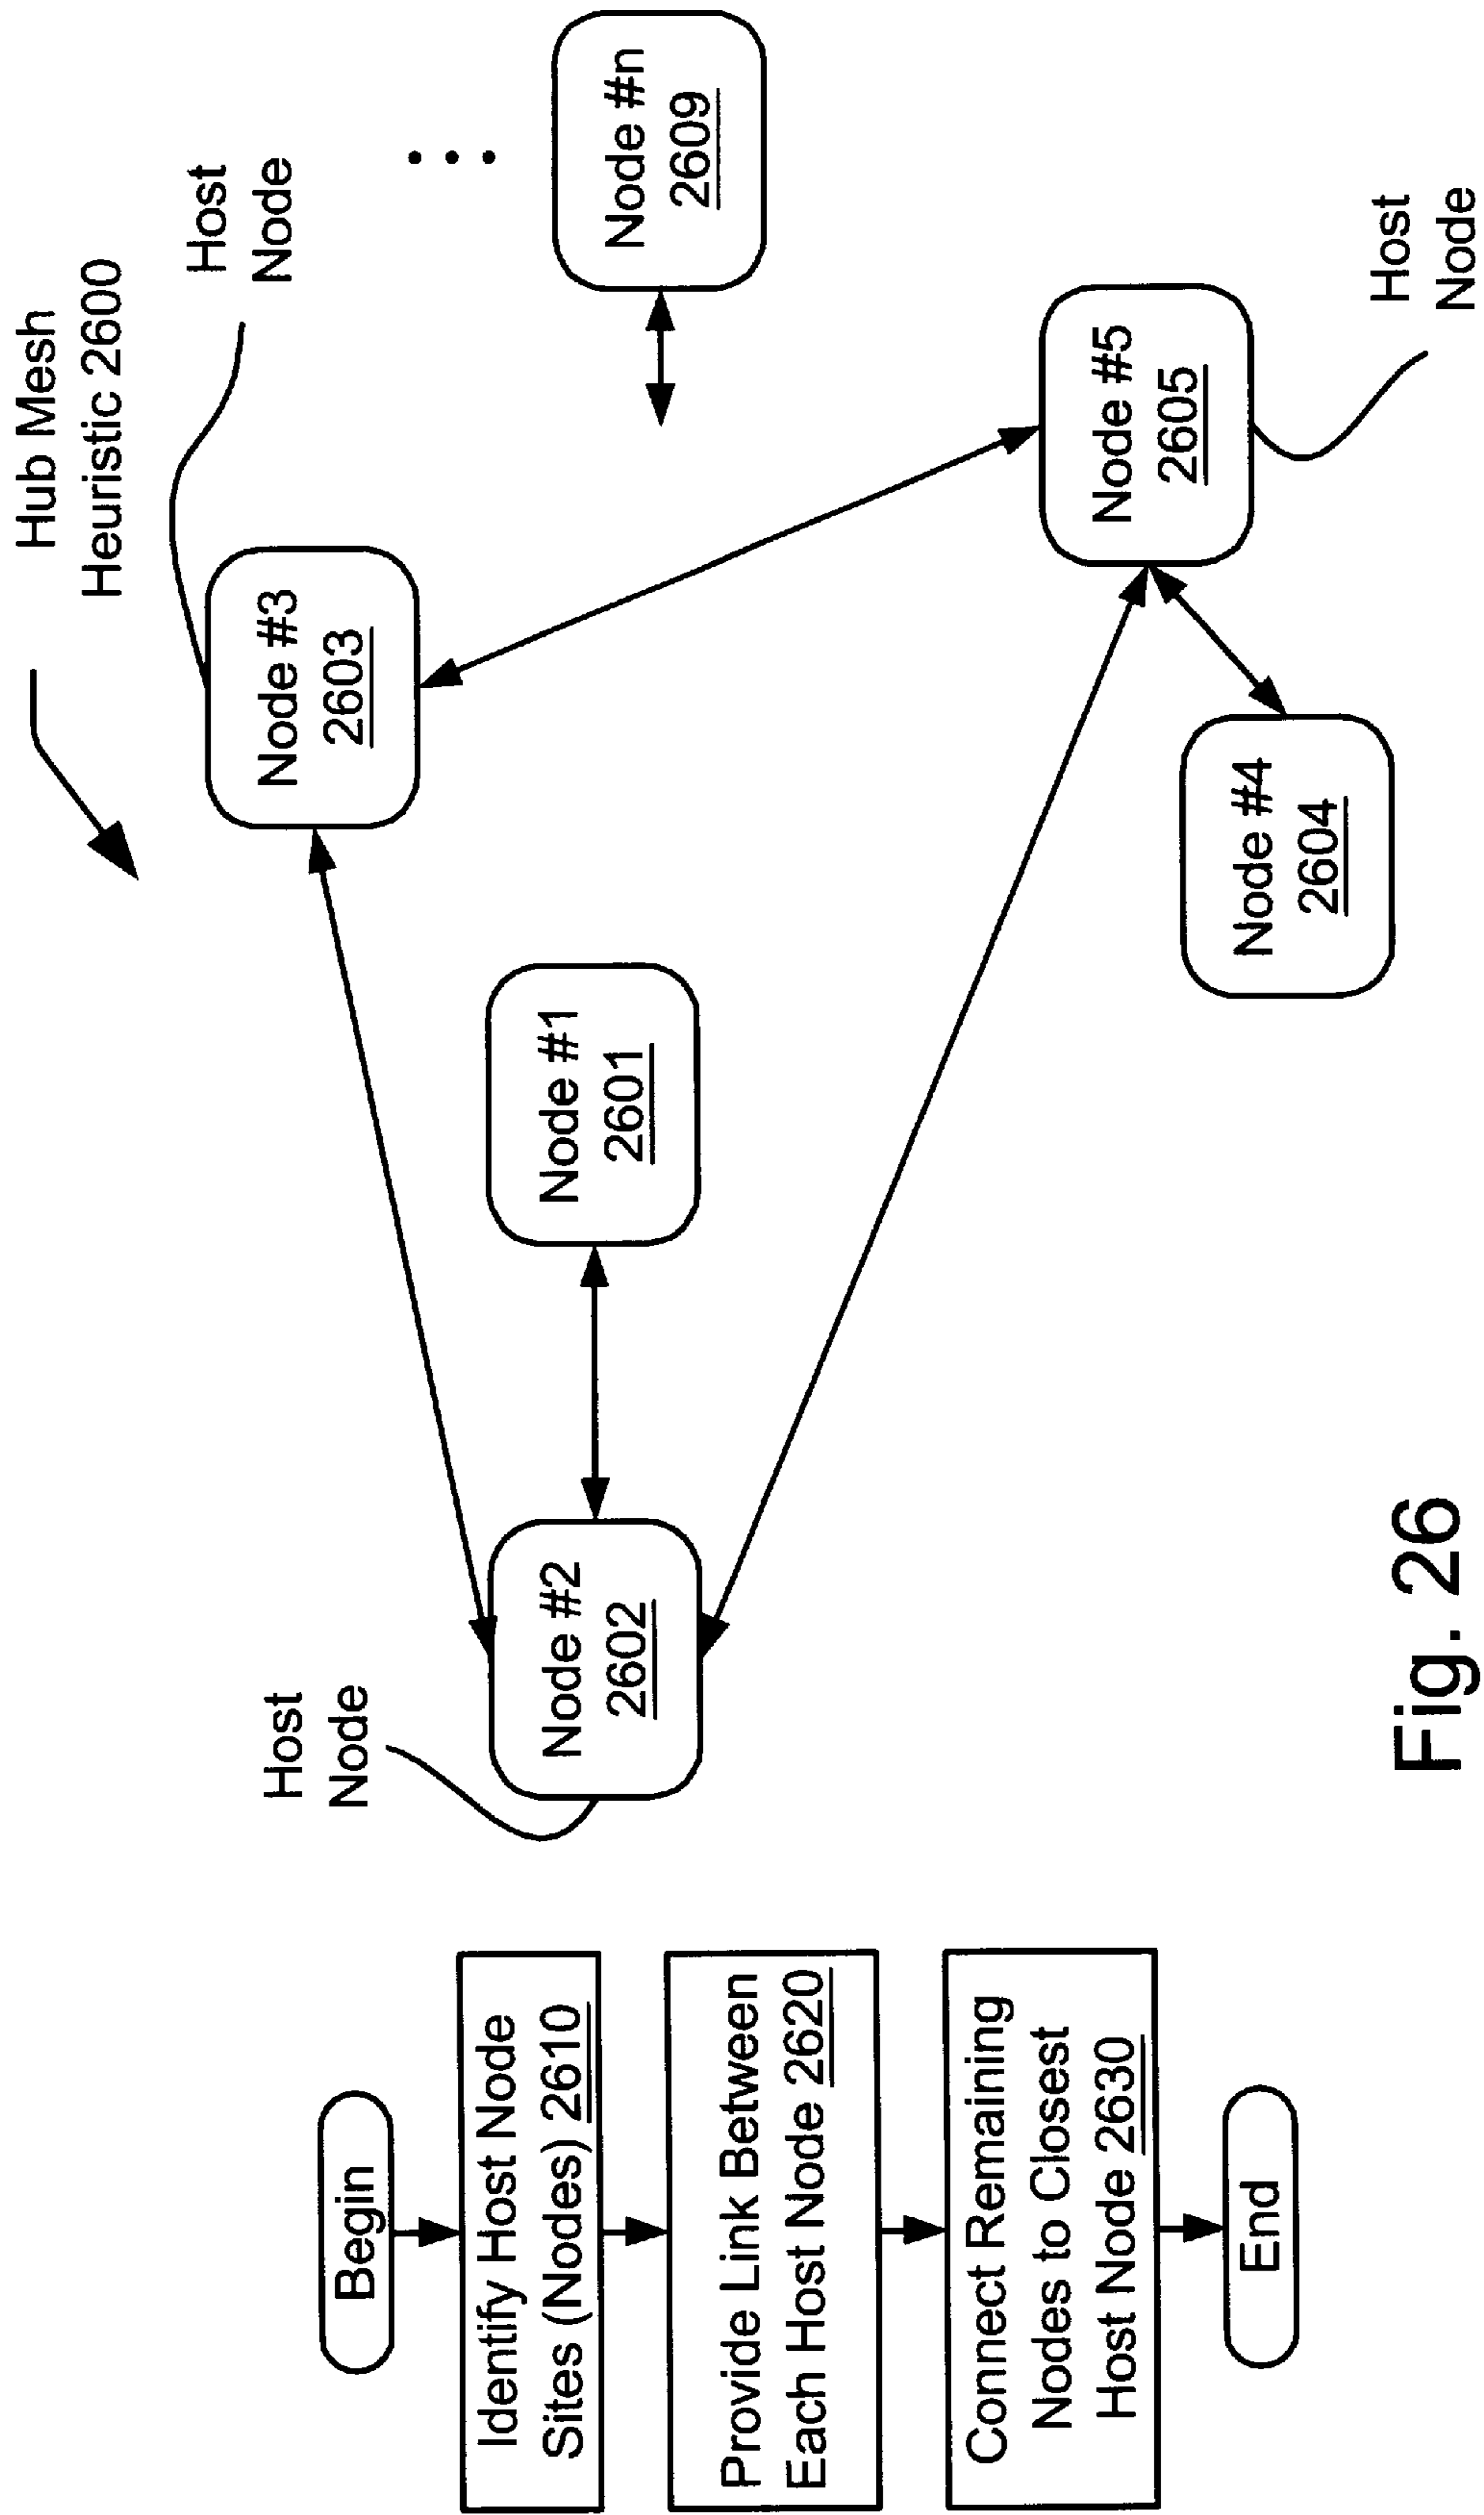 Hub Mesh
Heuristic 2600
Begin
Identify Host Node
Sites (Nodes) 2610
Provide Link Between
Each Host Node 2620
Connect Remaining
Nodes to Closest
Host Node 2630
End
Host
Node
Node #2
2602
Node #1
2601
Host
Node
Node #3
2603
Node #n
2609
Node #5
2605
Host
Node
Node #4
2604
Fig. 26